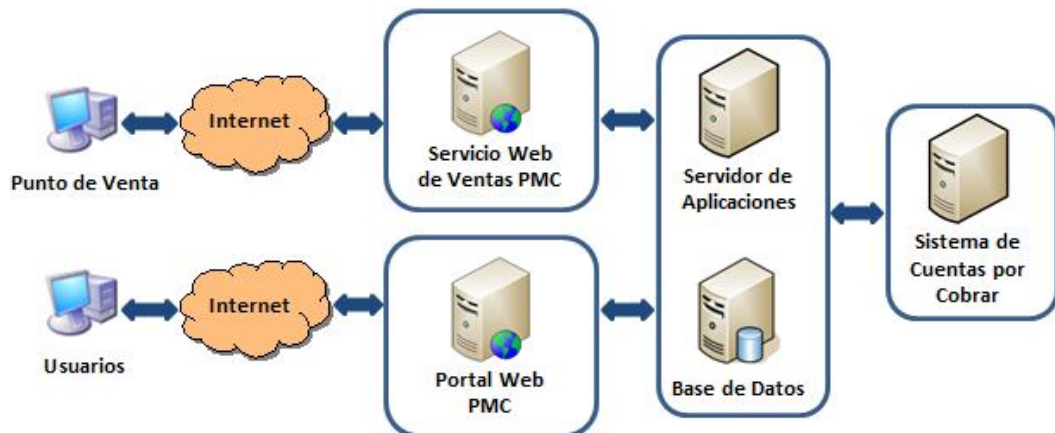 Punto de Venta
Internet
Servicio Web
de Ventas PMC
Servidor de
Aplicaciones
Sistema de
Cuentas por
Cobrar
Usuarios
Internet
Portal Web
PMC
Base de Datos